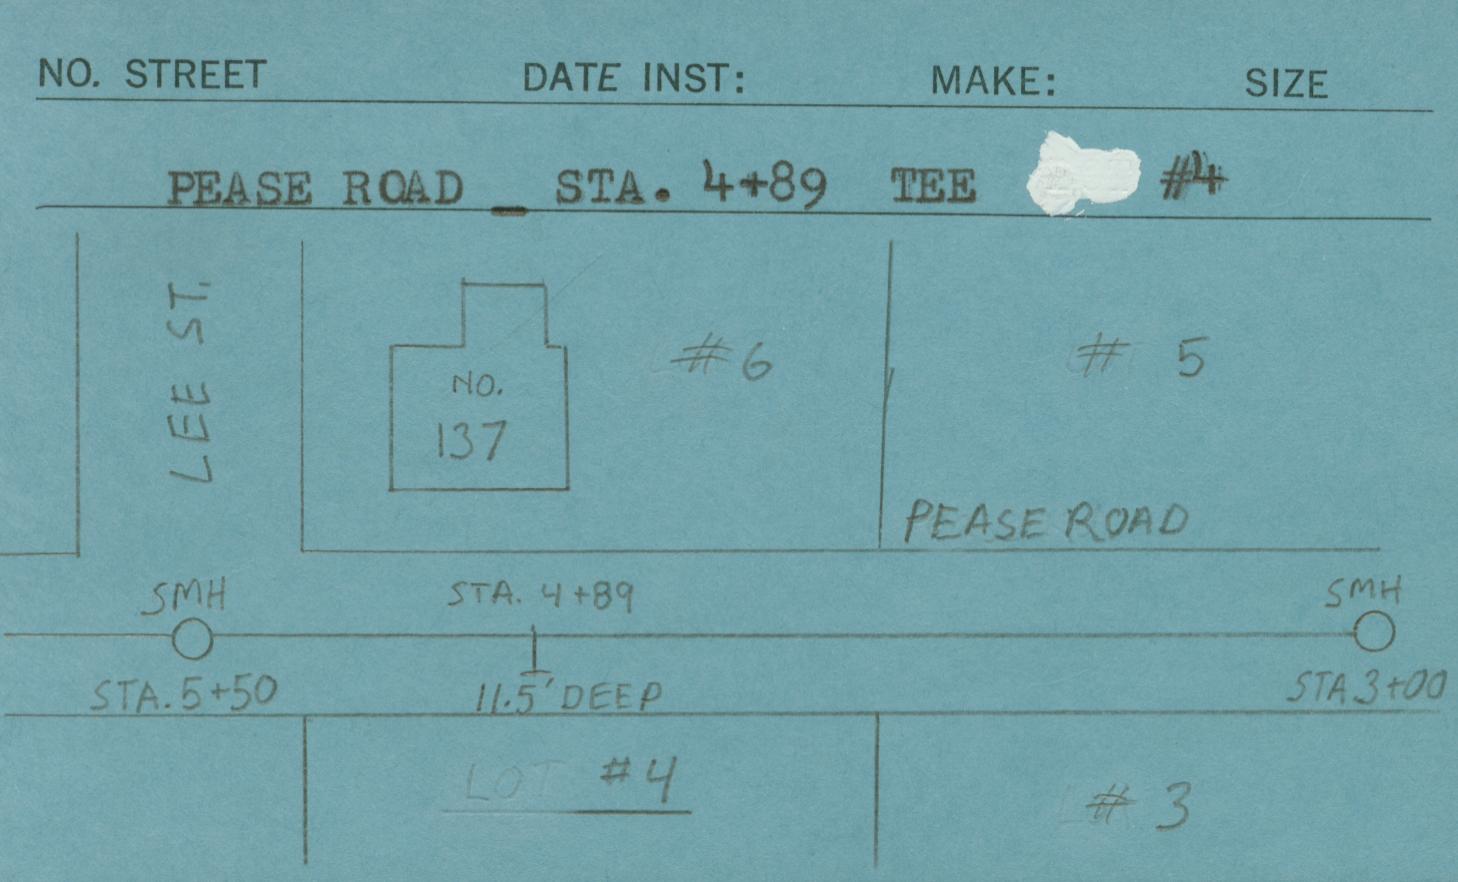 NO. STREET DATE INST: MAKE: SIZE
PEASE ROAD _ STA. 4+89 TEE #4
LEE ST.
NO.
137
#6
# 5
PEASE ROAD
SMH
STA. 4+89
SMH
STA. 5+50
11.5' DEEP
STA 3+00
LOT #4
# 3